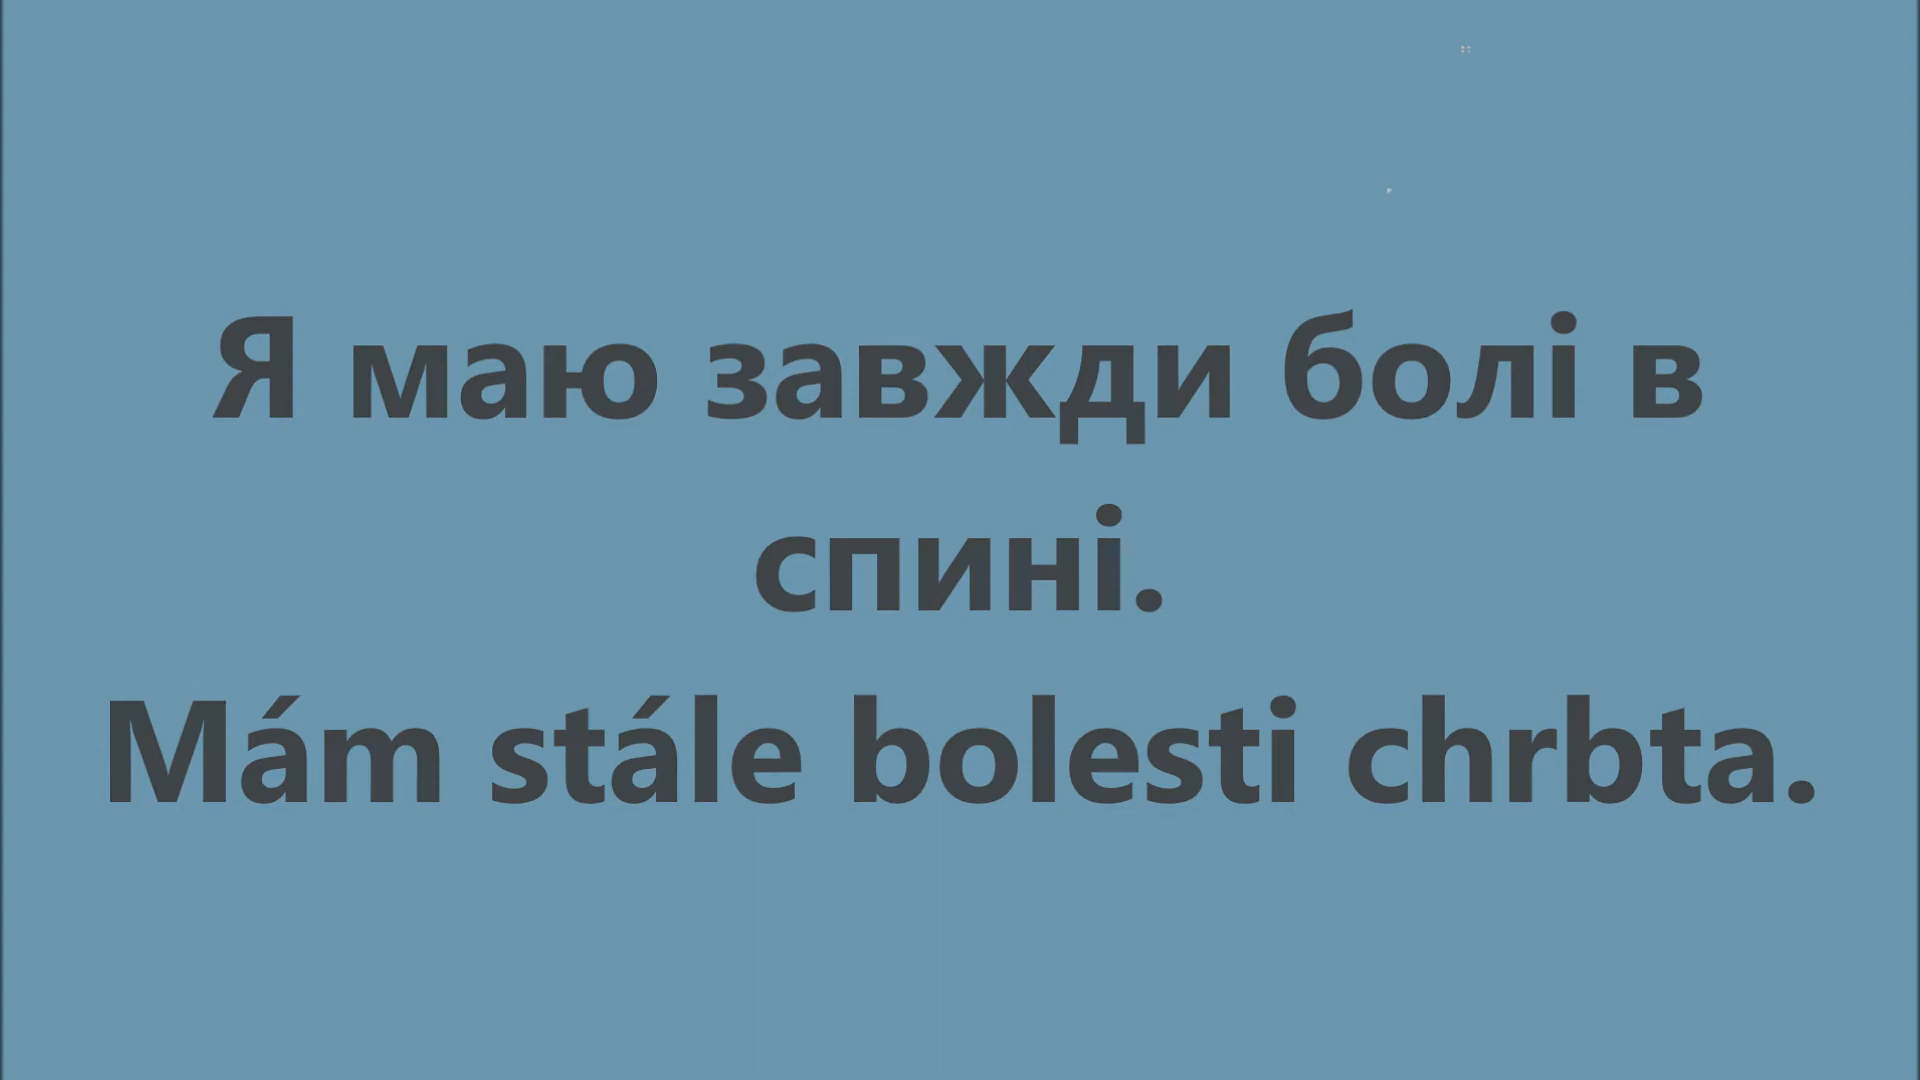 Я маю завжди болі в
спині.
Mám stále bolesti chrbta.